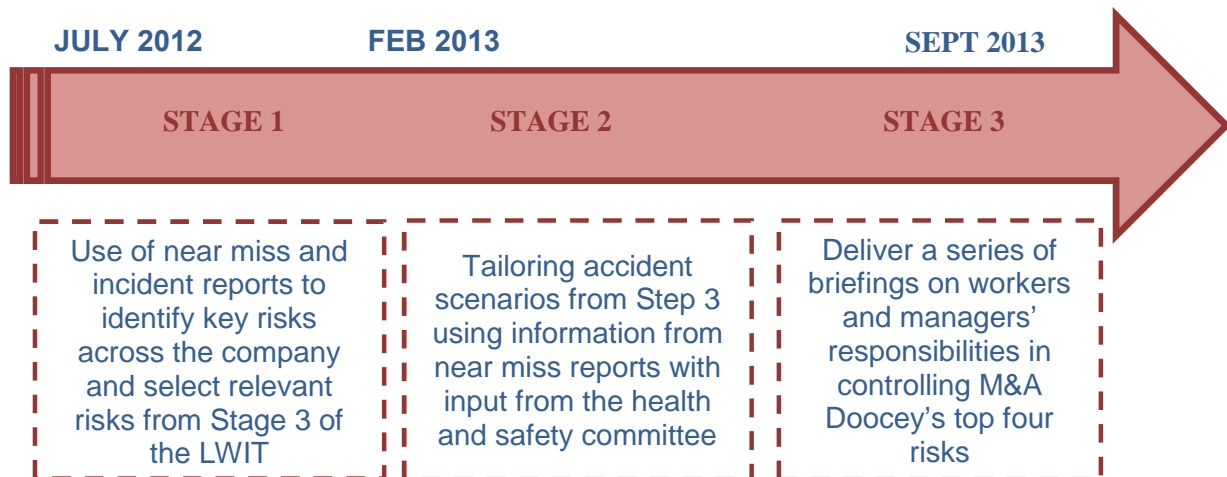 JULY 2012
FEB 2013
SEPT 2013
STAGE 1
STAGE 2
STAGE 3
Use of near miss and
incident reports to
identify key risks
across the company
and select relevant
risks from Stage 3 of
the LWIT
Tailoring accident
scenarios from Step 3
using information from
near miss reports with
input from the health
and safety committee
Deliver a series of
briefings on workers
and managers’
responsibilities in
controlling M&A
Doocey’s top four
risks